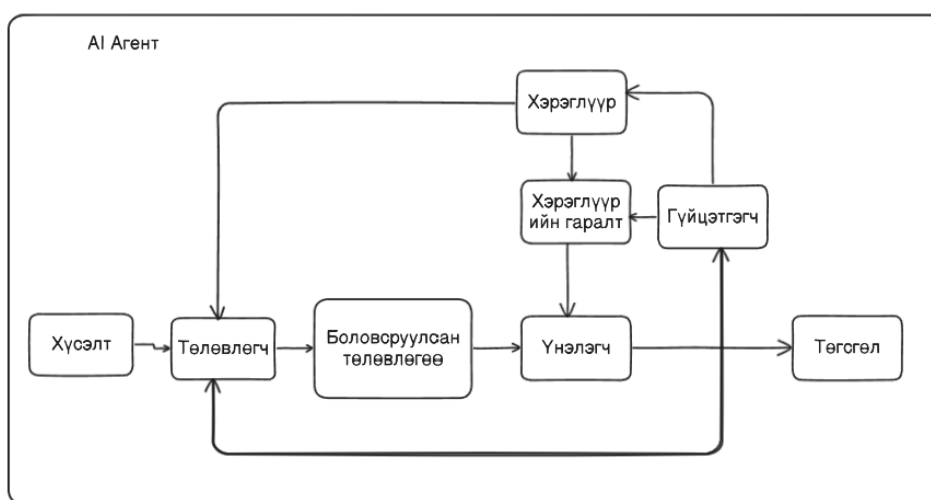 AI Агент
Хэрэглүүр
Хэрэглүүр
ийн гаралт
Гүйцэтгэгч
Хүсэлт
Төлөвлөгч
Боловсруулсан
төлөвлөгөө
Үнэлэгч
Төгсгөл